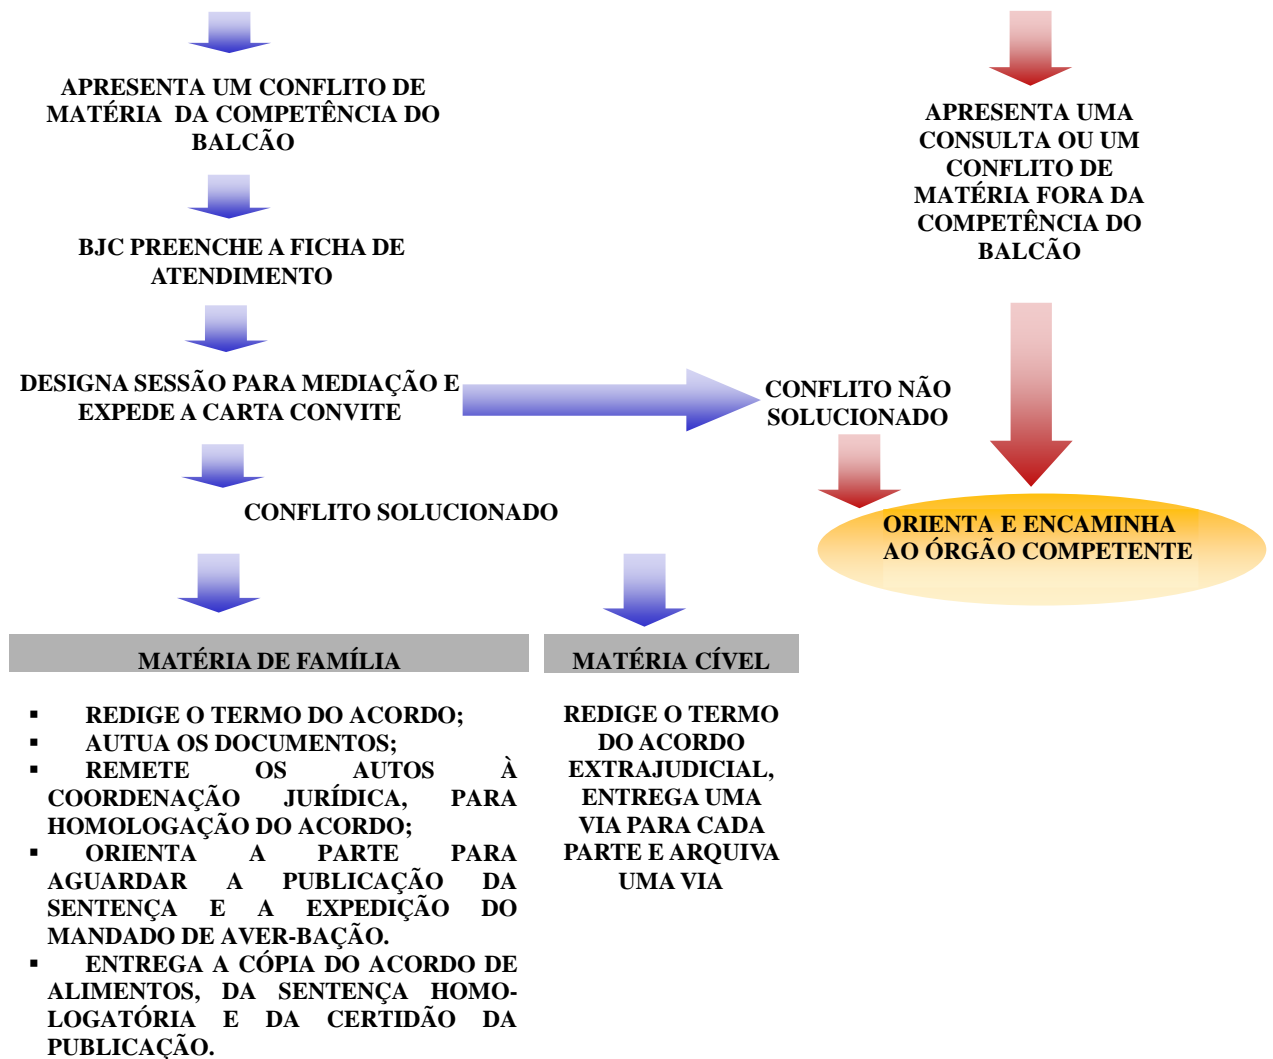 APRESENTA UM CONFLITO DE
MATÉRIA DA COMPETÊNCIA DO
BALCÃO
BJC PREENCHE A FICHA DE
ATENDIMENTO
DESIGNA SESSÃO PARA MEDIAÇÃO E
EXPEDE A CARTA CONVITE
CONFLITO SOLUCIONADO
APRESENTA UMA
CONSULTA OU UM
CONFLITO DE
MATÉRIA FORA DA
COMPETÊNCIA DO
BALCÃO
CONFLITO NÃO
SOLUCIONADO
ORIENTA E ENCAMINHA
AO ÓRGÃO COMPETENTE
MATÉRIA DE FAMÍLIA
▪ REDIGE O TERMO DO ACORDO;
▪ AUTUA OS DOCUMENTOS;
▪ REMETE OS AUTOS À
COORDENAÇÃO JURÍDICA, PARA
HOMOLOGAÇÃO DO ACORDO;
▪ ORIENTA A PARTE PARA
AGUARDAR A PUBLICAÇÃO DA
SENTENÇA E A EXPEDIÇÃO DO
MANDADO DE AVER-BAÇÃO.
▪ ENTREGA A CÓPIA DO ACORDO DE
ALIMENTOS, DA SENTENÇA HOMO-
LOGATÓRIA E DA CERTIDÃO DA
PUBLICAÇÃO.
MATÉRIA CÍVEL
REDIGE O TERMO
DO ACORDO
EXTRAJUDICIAL,
ENTREGA UMA
VIA PARA CADA
PARTE E ARQUIVA
UMA VIA